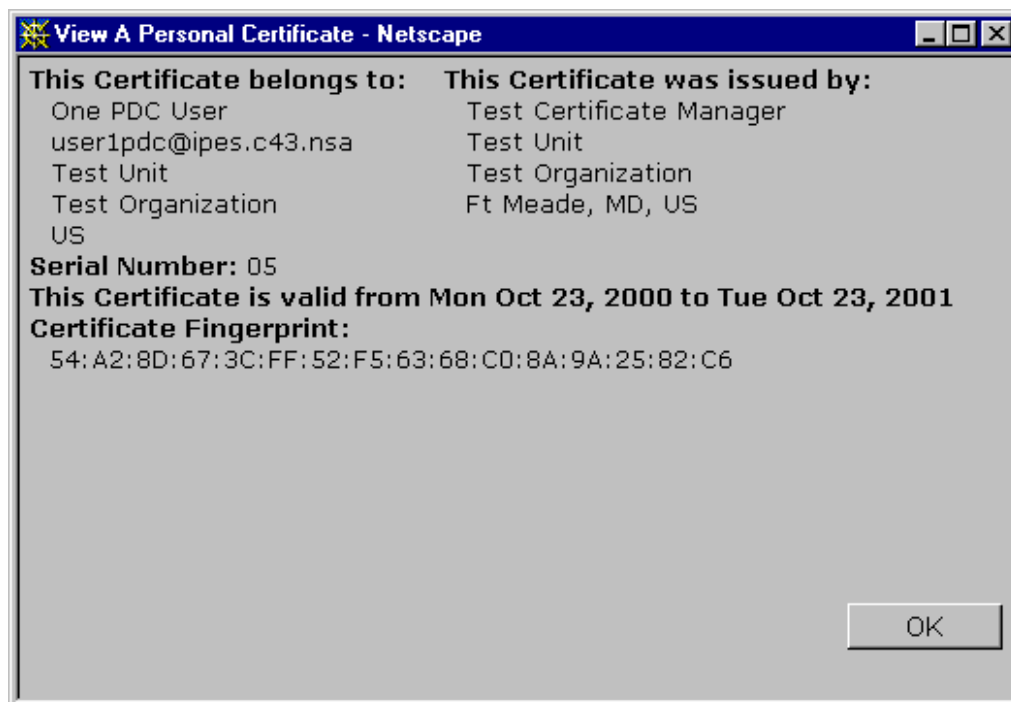 View A Personal Certificate - Netscape
This Certificate belongs to: This Certificate was issued by:
One PDC User Test Certificate Manager
user1pdc@ipes.c43.nsa Test Unit
Test Unit Test Organization
Test Organization Ft Meade, MD, US
US
Serial Number: 05
This Certificate is valid from Mon Oct 23, 2000 to Tue Oct 23, 2001
Certificate Fingerprint:
54:A2:8D:67:3C:FF:52:F5:63:68:C0:8A:9A:25:82:C6
OK